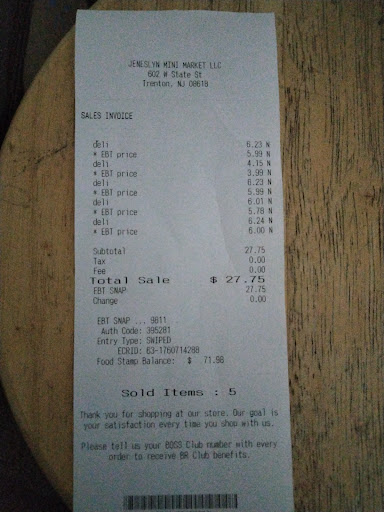 JENESLYN MINI MARKET LLC
602 W State St
Trenton, NJ 08618
SALES INVOICE
deli 6.23 N
* EBT price 5.99 N
deli 4.15 N
* EBT price 3.99 N
deli 6.23 N
* EBT price 5.99 N
deli 6.01 N
* EBT price 5.78 N
deli 6.24 N
* EBT price 6.00 N
Subtotal 27.75
Tax 0.00
Fee 0.00
Total Sale $ 27.75
EBT SNAP 27.75
Change 0.00
EBT SNAP ... 9811
Auth Code: 395281
Entry Type: SWIPED
ECRID: 63-1760714288
Food Stamp Balance: $ 71.98
Sold Items : 5
Thank you for shopping at our store. Our goal is
your satisfaction every time you shop with us.
Please tell us your BOSS Club number with every
order to receive BR Club benefits.